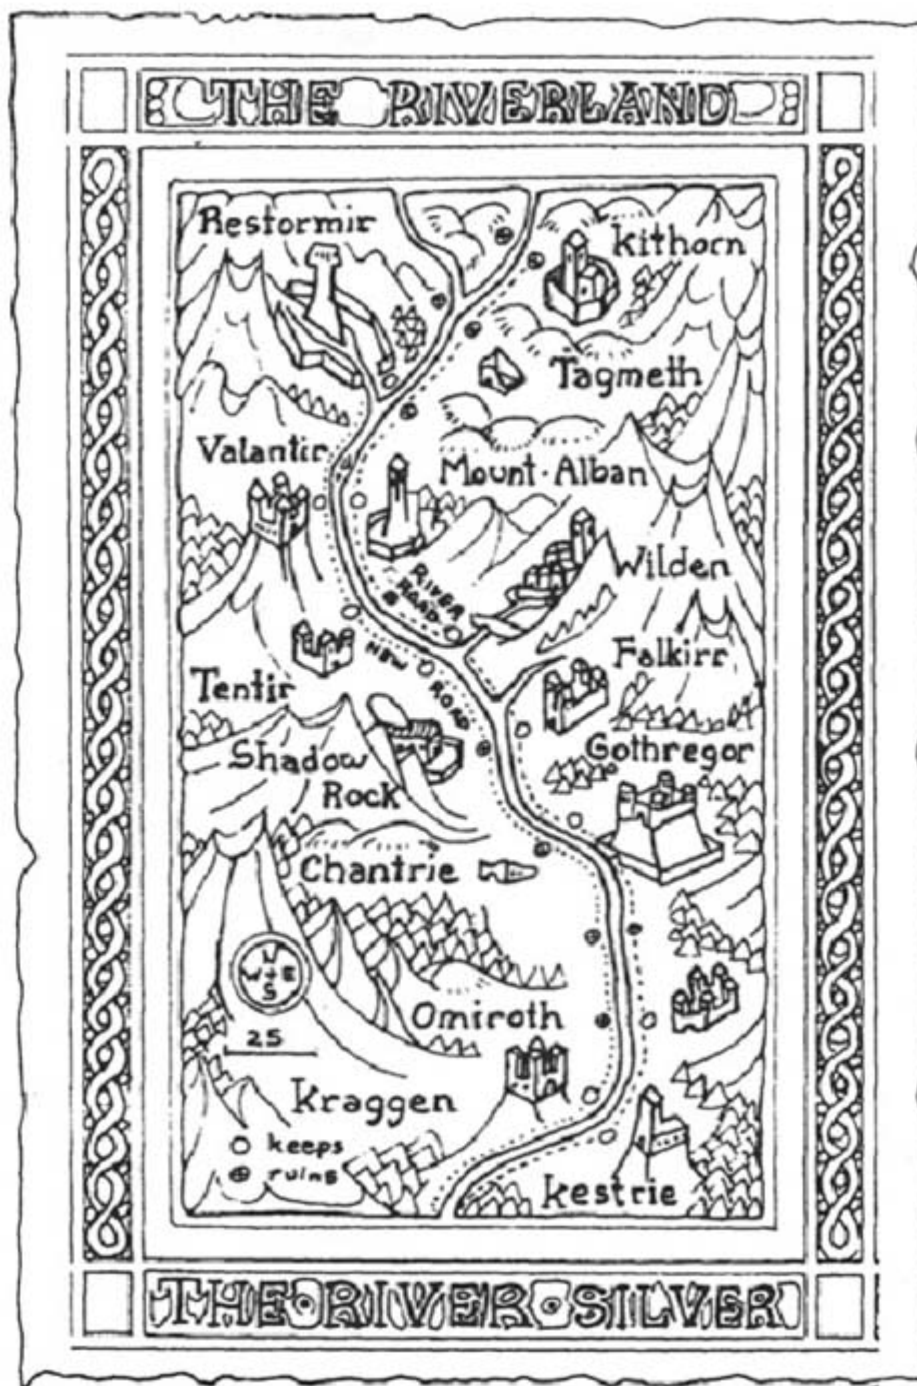 THE RIVERLAND
Restormir
Kithorn
Tagmeth
Valantir
Mount Alban
RIVER
ROAD
Wilden
NEW
ROAD
Falkirr
Tentir
Gothregor
Shadow
Rock
Chantrie
N
W E
S
25
Omiroth
Kraggen
keeps
ruins
Kestrie
THE RIVER SILVER